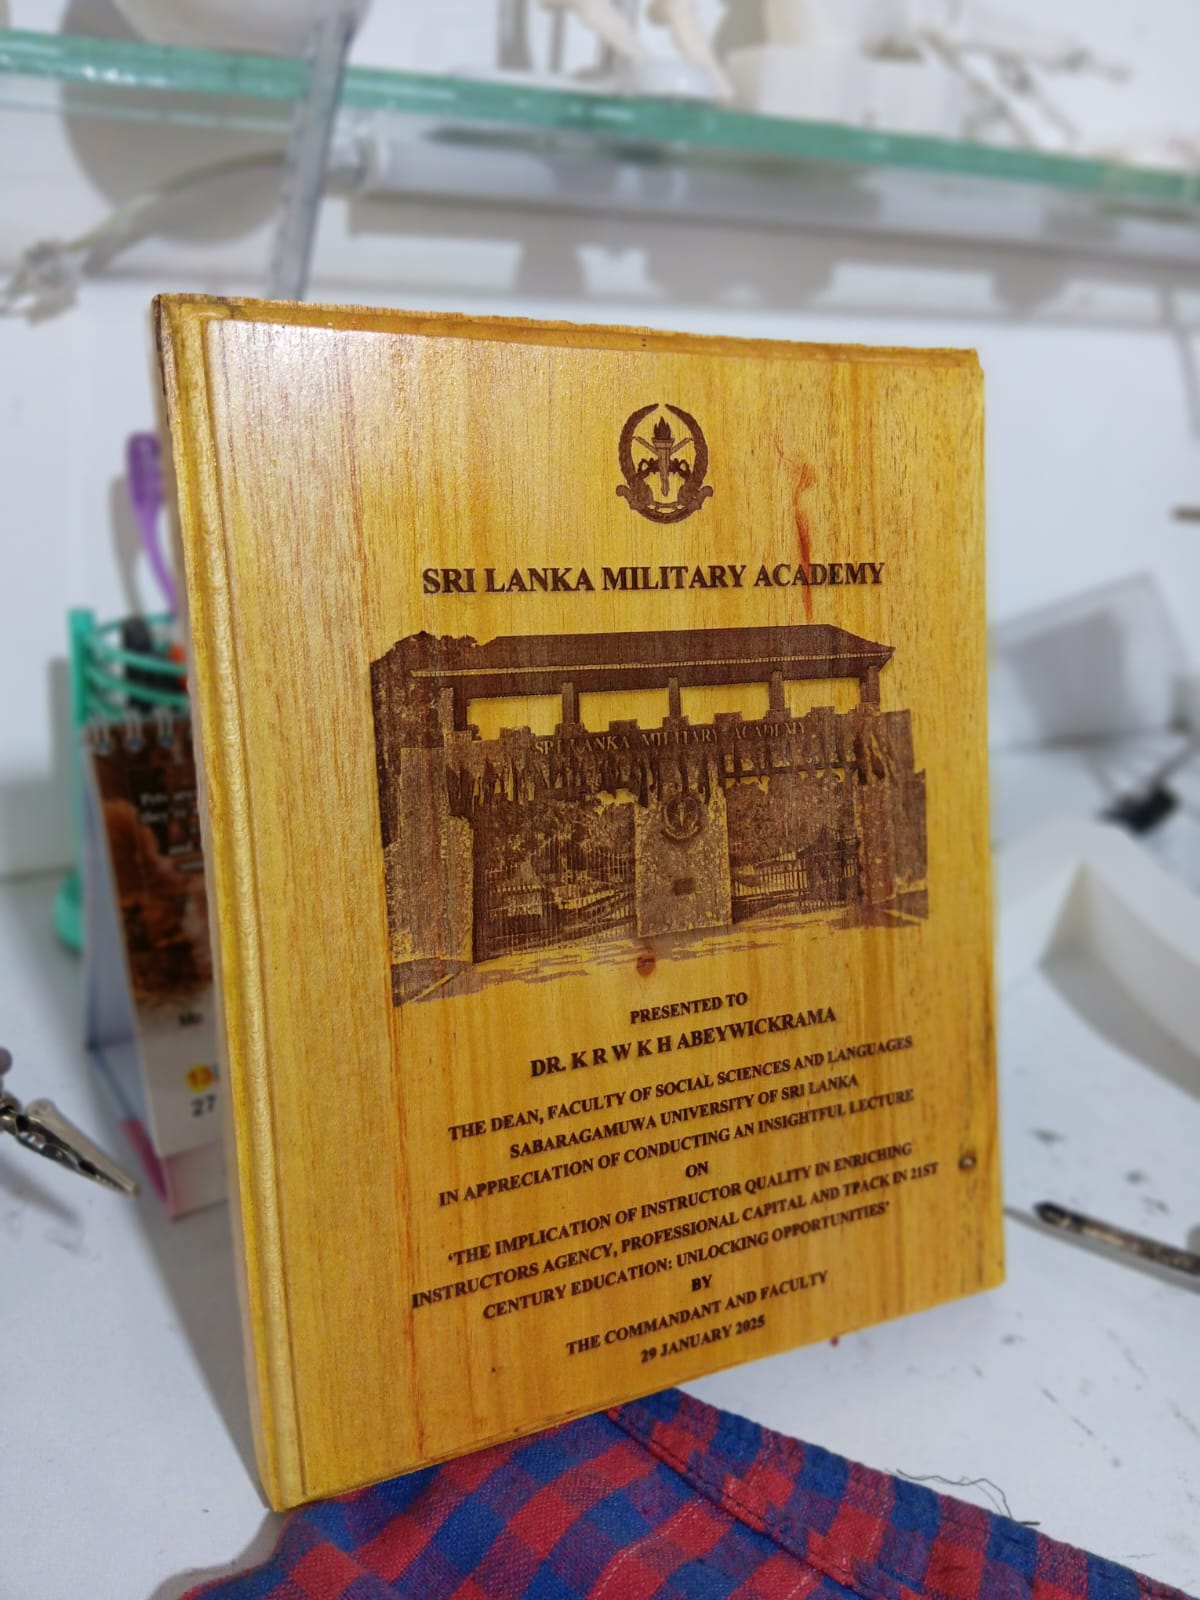 SRI LANKA MILITARY ACADEMY
SRI LANKA MILITARY ACADEMY
PRESENTED TO
DR. K R W K H ABEYWICKRAMA
THE DEAN, FACULTY OF SOCIAL SCIENCES AND LANGUAGES
SABARAGAMUWA UNIVERSITY OF SRI LANKA
IN APPRECIATION OF CONDUCTING AN INSIGHTFUL LECTURE
ON
‘THE IMPLICATION OF INSTRUCTOR QUALITY IN ENRICHING
INSTRUCTORS AGENCY, PROFESSIONAL CAPITAL AND TPACK IN 21ST
CENTURY EDUCATION: UNLOCKING OPPORTUNITIES’
BY
THE COMMANDANT AND FACULTY
29 JANUARY 2025
27